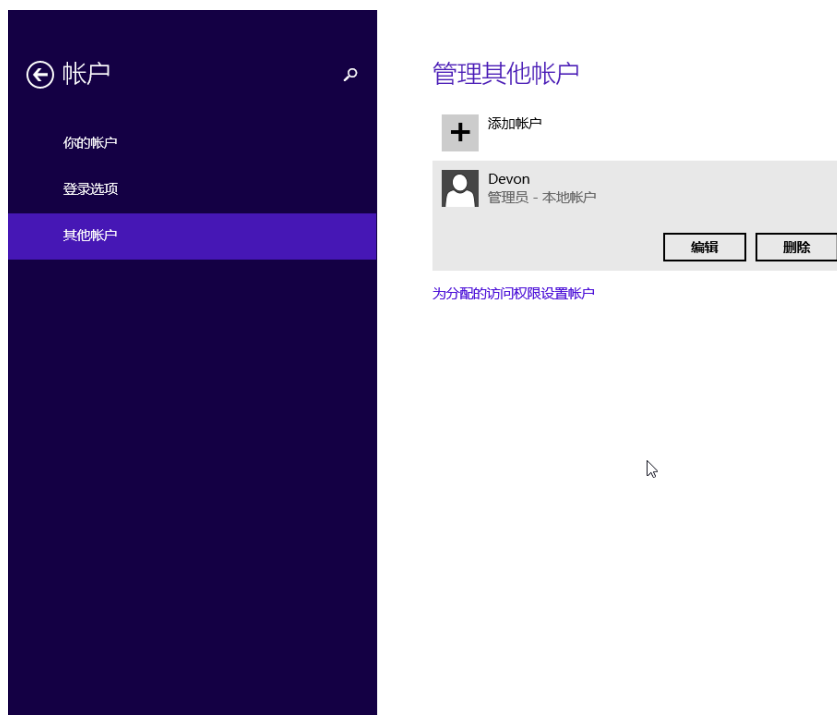 帐户
你的帐户
登录选项
其他帐户
管理其他帐户
添加帐户
Devon
管理员 - 本地帐户
编辑
删除
为分配的访问权限设置帐户